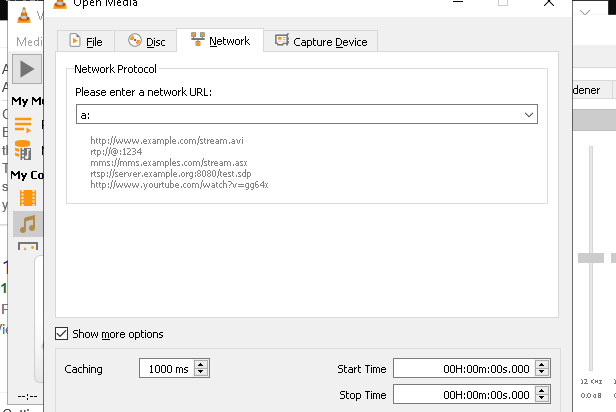 Open Media
Medi
File
Disc
Network
Capture Device
dener
Network Protocol
My Mu
Please enter a network URL:
a:
http://www.example.com/stream.avi
rtp://@:1234
mms://mms.examples.com/stream.asx
rtsp://server.example.org:8080/test.sdp
My Co
http://www.yourtube.com/watch?v=gg64x
Show more options
Caching
1000 ms
Start Time
00H:00m:00s.000
Stop Time
00H:00m:00s.000
--:--
0.0 dB